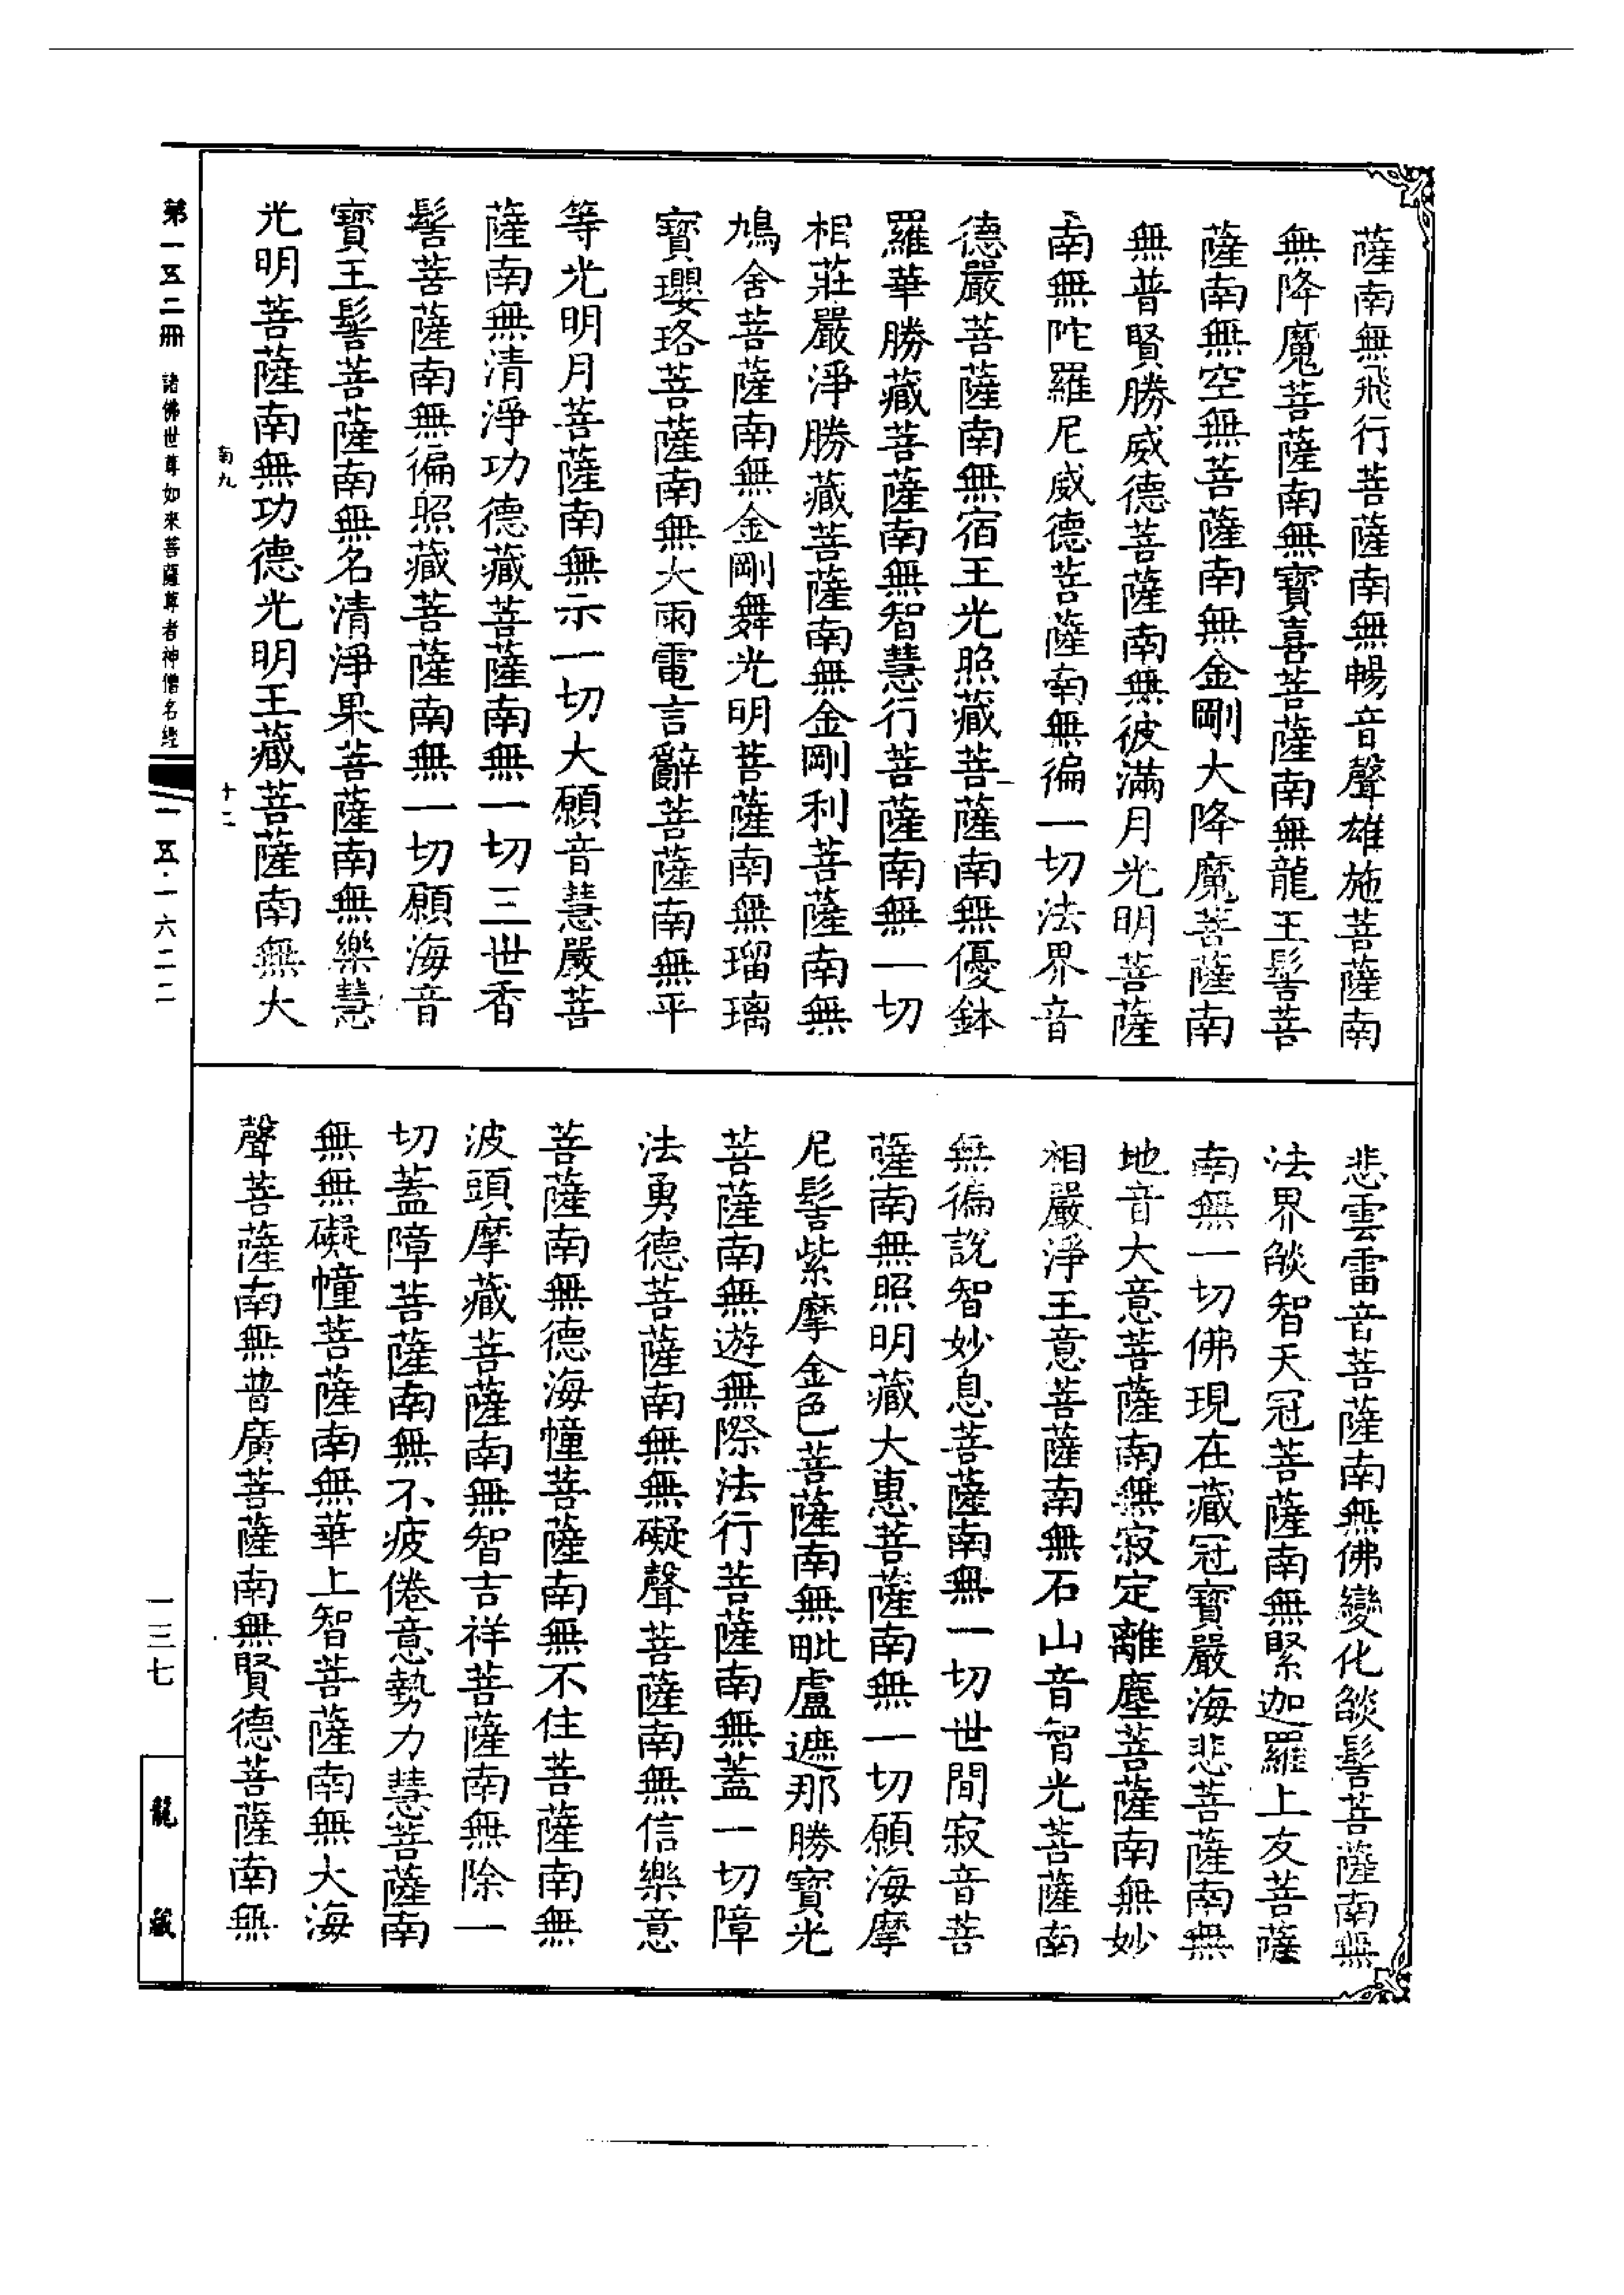 薩南無飛行菩薩南無暢音聲雄施菩薩南
無降魔菩薩南無寶喜菩薩南無龍王髻菩
薩南無空無菩薩南無金剛大降魔菩薩南
無普賢勝威德菩薩南無彼滿月光明菩薩
南無陀羅尼威德菩薩南無徧一切法界音
德嚴菩薩南無宿王光照藏菩薩南無優鉢
羅華勝藏菩薩南無智慧行菩薩南無一切
相莊嚴淨勝藏菩薩南無金剛利菩薩南無
鳩舍菩薩南無金剛舞光明菩薩南無瑠璃
寶瓔珞菩薩南無大雨電言辭菩薩南無平
等光明月菩薩南無示一切大願音慧嚴菩
薩南無清淨功德藏菩薩南無一切三世香
髻菩薩南無徧照藏菩薩南無一切願海音
寶王髻菩薩南無名清淨果菩薩南無樂慧
光明菩薩南無功德光明王藏菩薩南無大
南九 十二
悲雲雷音菩薩南無佛變化燄髻菩薩南無
法界燄智天冠菩薩南無緊迦羅上友菩薩
南無一切佛現在藏冠寶嚴海悲菩薩南無
地音大意菩薩南無寂定離塵菩薩南無妙
相嚴淨王意菩薩南無石山音智光菩薩南
無徧說智妙息菩薩南無一切世間寂音菩
薩南無照明藏大惠菩薩南無一切願海摩
尼髻紫摩金色菩薩南無毗盧遮那勝寶光
菩薩南無遊無際法行菩薩南無蓋一切障
法勇德菩薩南無無礙聲菩薩南無信樂意
菩薩南無德海幢菩薩南無不住菩薩南無
波頭摩藏菩薩南無智吉祥菩薩南無除一
切蓋障菩薩南無不疲倦意勢力慧菩薩南
無無礙幢菩薩南無華上智菩薩南無大海
聲菩薩南無普廣菩薩南無賢德菩薩南無
第一五二冊 諸佛世尊如來菩薩尊者神僧名經 一五·一六二二
一三七
龍藏